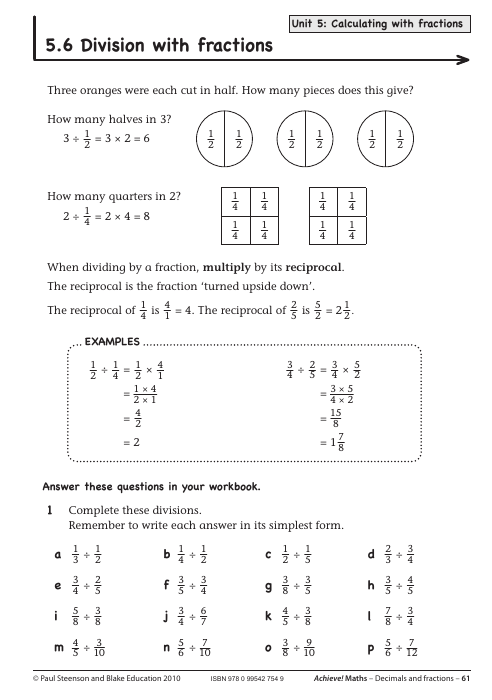 Unit 5: Calculating with fractions
5.6 Division with fractions
Three oranges were each cut in half. How many pieces does this give?
How many halves in 3?
3 ÷ 1/2 = 3 × 2 = 6
1/2 1/2 1/2 1/2 1/2 1/2
How many quarters in 2?
2 ÷ 1/4 = 2 × 4 = 8
1/4 1/4 1/4 1/4
1/4 1/4 1/4 1/4
When dividing by a fraction, multiply by its reciprocal.
The reciprocal is the fraction ‘turned upside down’.
The reciprocal of 1/4 is 4/1 = 4. The reciprocal of 2/5 is 5/2 = 2 1/2.
EXAMPLES
1/2 ÷ 1/4 = 1/2 × 4/1
= 1 × 4/2 × 1
= 4/2
= 2
3/4 ÷ 2/5 = 3/4 × 5/2
= 3 × 5/4 × 2
= 15/8
= 1 7/8
Answer these questions in your workbook.
1 Complete these divisions.
Remember to write each answer in its simplest form.
a 1/3 ÷ 1/2 b 1/4 ÷ 1/2 c 1/2 ÷ 1/5 d 2/3 ÷ 3/4
e 3/4 ÷ 2/5 f 3/5 ÷ 3/4 g 3/8 ÷ 3/5 h 3/5 ÷ 4/5
i 5/8 ÷ 3/8 j 3/4 ÷ 6/7 k 4/5 ÷ 3/8 l 7/8 ÷ 3/4
m 4/5 ÷ 3/10 n 5/6 ÷ 7/10 o 3/8 ÷ 9/10 p 5/6 ÷ 7/12
© Paul Steenson and Blake Education 2010 ISBN 978 0 99542 754 9 Achieve! Maths – Decimals and fractions – 61